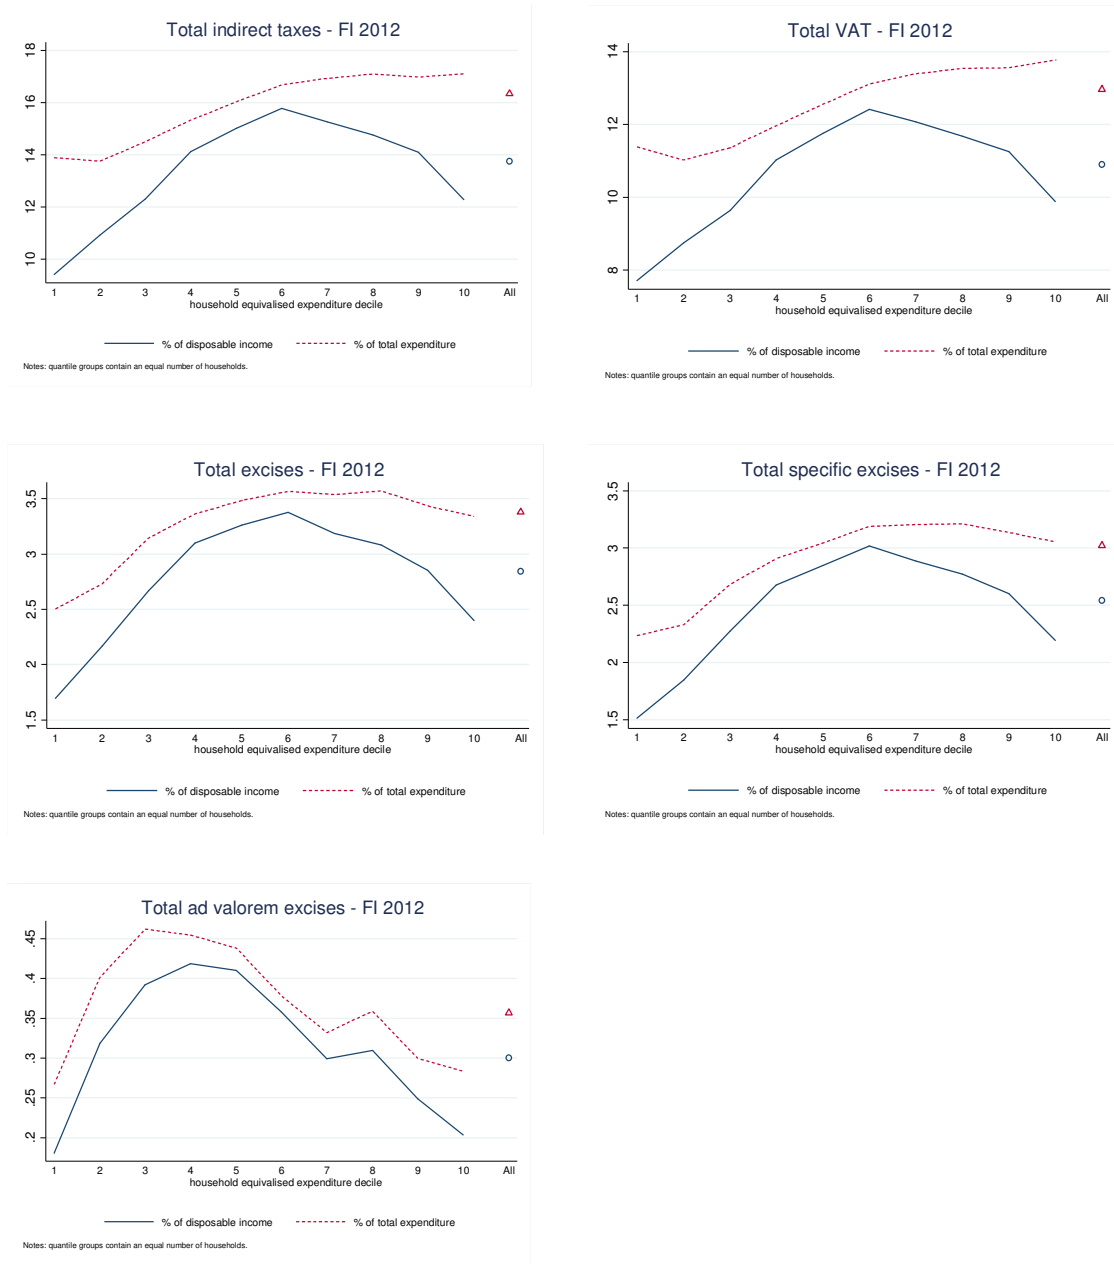 Total indirect taxes - FI 2012
18
16
14
12
10
1 2 3 4 5 6 7 8 9 10 All
household equivalised expenditure decile
% of disposable income % of total expenditure
Notes: quantile groups contain an equal number of households.
Total VAT - FI 2012
14
12
10
8
1 2 3 4 5 6 7 8 9 10 All
household equivalised expenditure decile
% of disposable income % of total expenditure
Notes: quantile groups contain an equal number of households.
Total excises - FI 2012
3.5
3
2.5
2
1.5
1 2 3 4 5 6 7 8 9 10 All
household equivalised expenditure decile
% of disposable income % of total expenditure
Notes: quantile groups contain an equal number of households.
Total specific excises - FI 2012
3.5
3
2.5
2
1.5
1 2 3 4 5 6 7 8 9 10 All
household equivalised expenditure decile
% of disposable income % of total expenditure
Notes: quantile groups contain an equal number of households.
Total ad valorem excises - FI 2012
.45
.4
.35
.3
.25
.2
1 2 3 4 5 6 7 8 9 10 All
household equivalised expenditure decile
% of disposable income % of total expenditure
Notes: quantile groups contain an equal number of households.